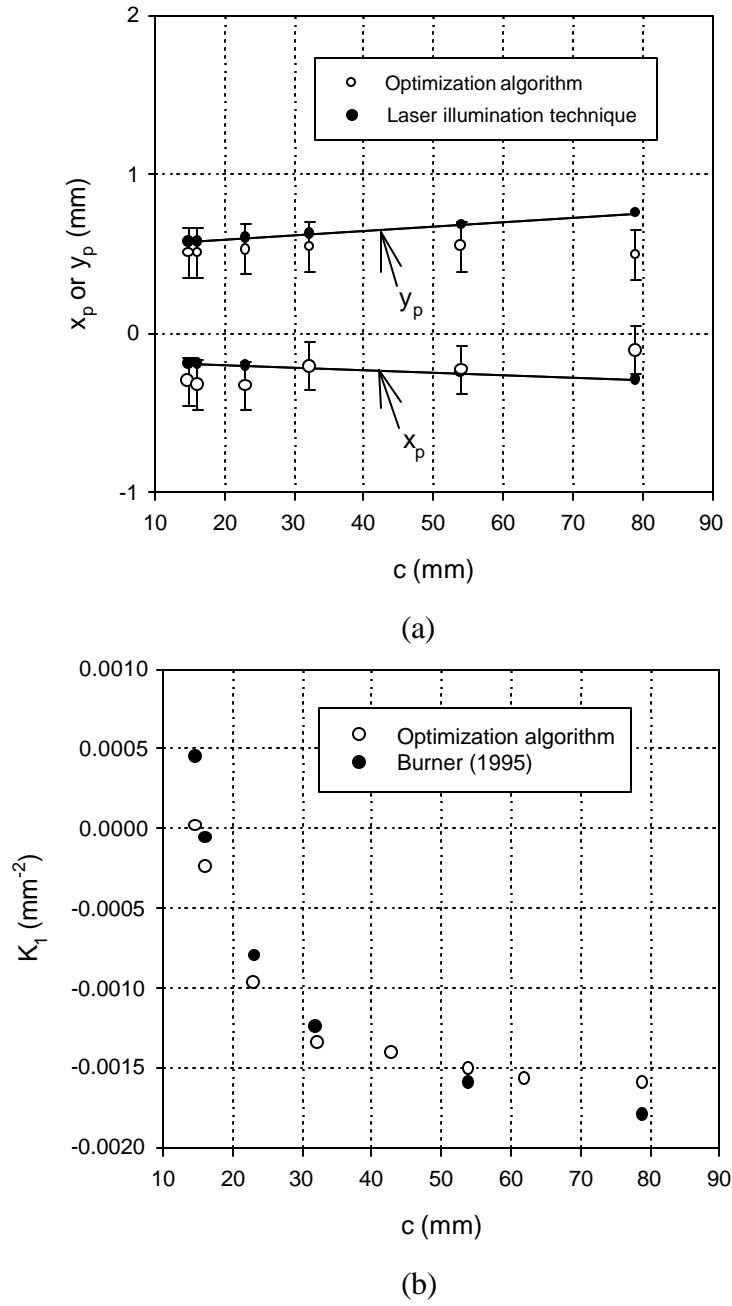 2
1
0
-1
x_p or y_p (mm)
Optimization algorithm
Laser illumination technique
y_p
x_p
10 20 30 40 50 60 70 80 90
c (mm)
(a)
0.0010
0.0005
0.0000
-0.0005
-0.0010
-0.0015
-0.0020
K_1 (mm^-2)
Optimization algorithm
Burner (1995)
10 20 30 40 50 60 70 80 90
c (mm)
(b)